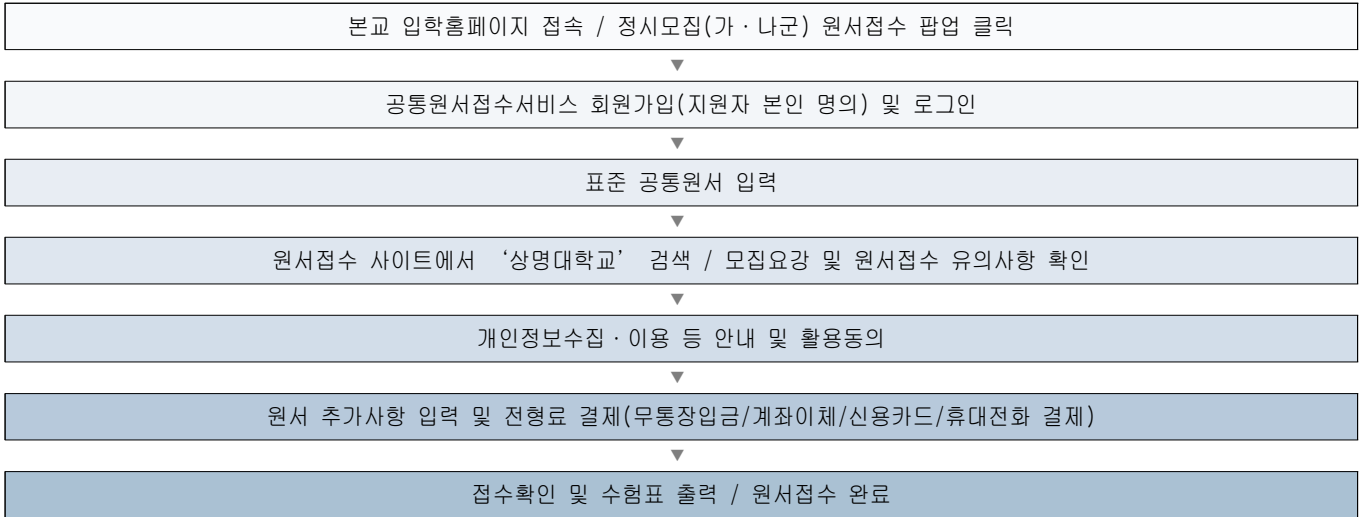 본교 입학홈페이지 접속 / 정시모집(가·나군) 원서접수 팝업 클릭
▼
공통원서접수서비스 회원가입(지원자 본인 명의) 및 로그인
▼
표준 공통원서 입력
▼
원서접수 사이트에서 ‘상명대학교’ 검색 / 모집요강 및 원서접수 유의사항 확인
▼
개인정보수집·이용 등 안내 및 활용동의
▼
원서 추가사항 입력 및 전형료 결제(무통장입금/계좌이체/신용카드/휴대전화 결제)
▼
접수확인 및 수험표 출력 / 원서접수 완료